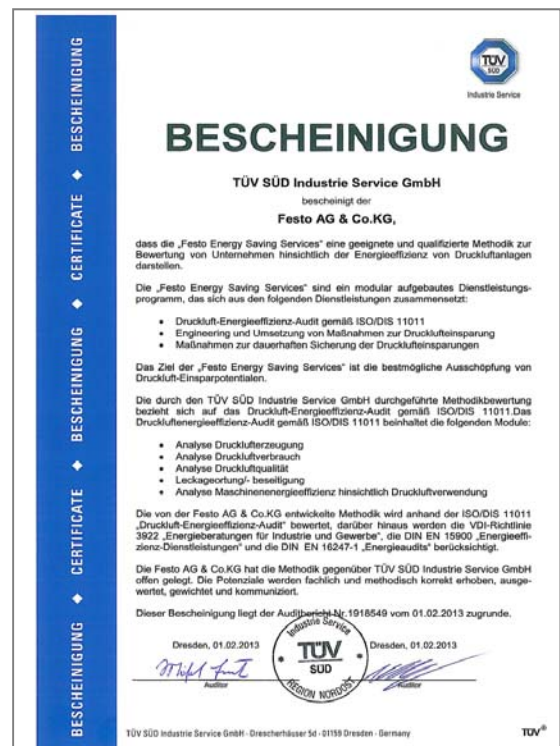 BESCHEINIGUNG ◆ CERTIFICATE ◆ BESCHEINIGUNG ◆ CERTIFICATE ◆ BESCHEINIGUNG
TÜV
SÜD
Industrie Service
BESCHEINIGUNG
TÜV SÜD Industrie Service GmbH
bescheinigt der
Festo AG & Co.KG,
dass die „Festo Energy Saving Services“ eine geeignete und qualifizierte Methodik zur
Bewertung von Unternehmen hinsichtlich der Energieeffizienz von Druckluftanlagen
darstellen.
Die „Festo Energy Saving Services“ sind ein modular aufgebautes Dienstleistungs-
programm, das sich aus den folgenden Dienstleistungen zusammensetzt:
• Druckluft-Energieeffizienz-Audit gemäß ISO/DIS 11011
• Engineering und Umsetzung von Maßnahmen zur Drucklufteinsparung
• Maßnahmen zur dauerhaften Sicherung der Drucklufteinsparungen
Das Ziel der „Festo Energy Saving Services“ ist die bestmögliche Ausschöpfung von
Druckluft-Einsparpotentialen.
Die durch den TÜV SÜD Industrie Service GmbH durchgeführte Methodikbewertung
bezieht sich auf das Druckluft-Energieeffizienz-Audit gemäß ISO/DIS 11011.Das
Druckluftenergieeffizienz-Audit gemäß ISO/DIS 11011 beinhaltet die folgenden Module:
• Analyse Drucklufterzeugung
• Analyse Druckluftverbrauch
• Analyse Druckluftqualität
• Leckageortung/- beseitigung
• Analyse Maschinenenergieeffizienz hinsichtlich Druckluftverwendung
Die von der Festo AG & Co.KG entwickelte Methodik wird anhand der ISO/DIS 11011
„Druckluft-Energieeffizienz-Audit“ bewertet, darüber hinaus werden die VDI-Richtlinie
3922 „Energieberatungen für Industrie und Gewerbe“, die DIN EN 15900 „Energieeffi-
zienz-Dienstleistungen“ und die DIN EN 16247-1 „Energieaudits“ berücksichtigt.
Die Festo AG & Co.KG hat die Methodik gegenüber TÜV SÜD Industrie Service GmbH
offen gelegt. Die Potenziale werden fachlich und methodisch korrekt erhoben, ausge-
wertet, gewichtet und kommuniziert.
Dieser Bescheinigung liegt der Auditbericht Nr.1918549 vom 01.02.2013 zugrunde.
Industrie Service
TÜV
SÜD
REGION NORDOST
Dresden, 01.02.2013
Dresden, 01.02.2013
Auditor
Auditor
TÜV SÜD Industrie Service GmbH - Drescherhäuser 5d - 01159 Dresden - Germany
TÜV®